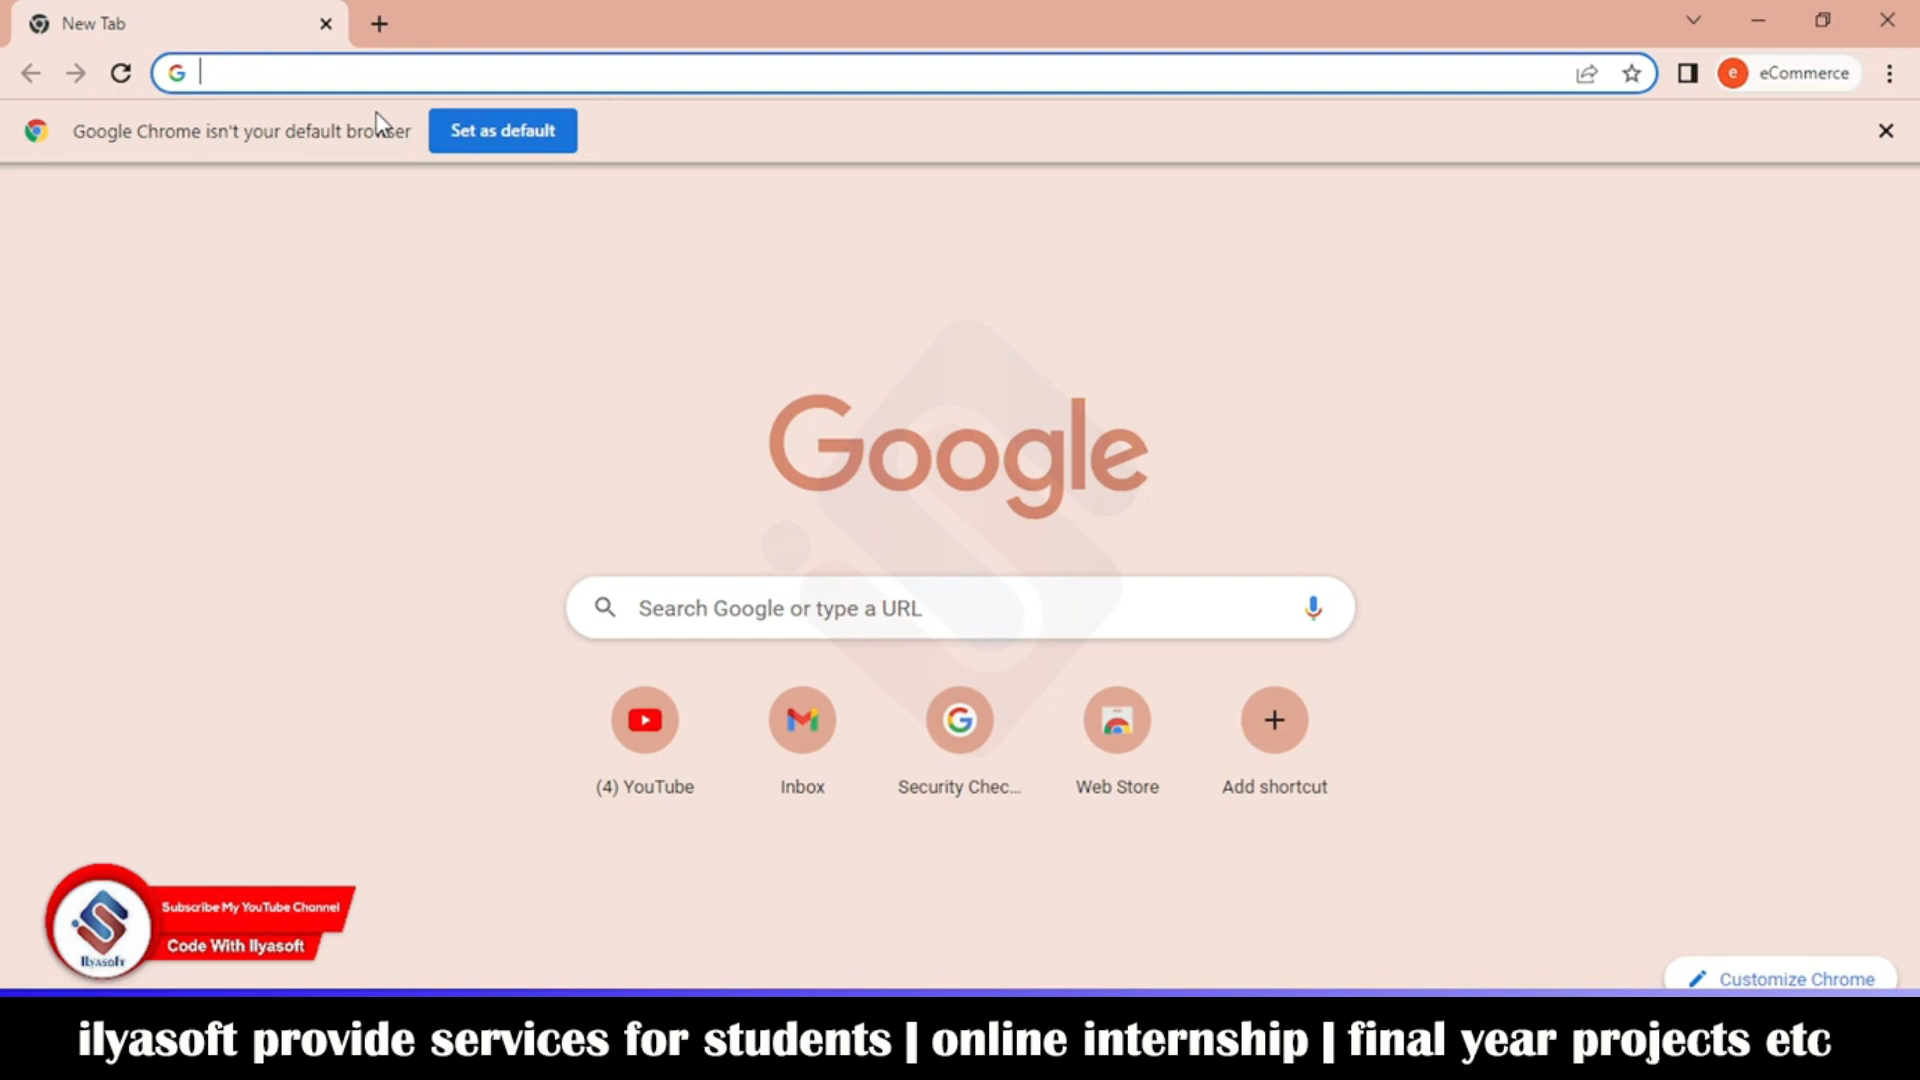 New Tab
e eCommerce
Google Chrome isn't your default browser
Set as default
Google
Search Google or type a URL
(4) YouTube
Inbox
Security Chec...
Web Store
Add shortcut
Subscribe My YouTube Channel
Code With Ilyasoft
Ilyasoft
Customize Chrome
ilyasoft provide services for students | online internship | final year projects etc